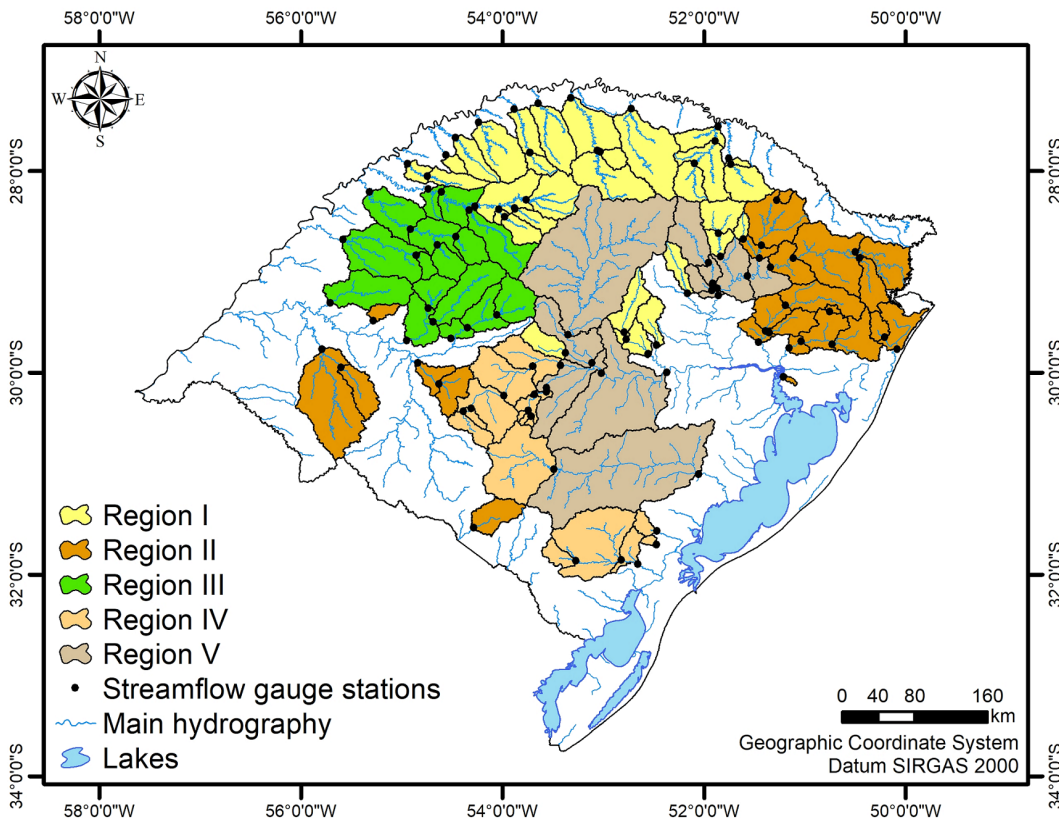 58°0'0"W 56°0'0"W 54°0'0"W 52°0'0"W 50°0'0"W
N
W E
S
28°0'0"S 28°0'0"S
30°0'0"S 30°0'0"S
32°0'0"S 32°0'0"S
34°0'0"S 34°0'0"S
Region I
Region II
Region III
Region IV
Region V
Streamflow gauge stations
Main hydrography
Lakes
0 40 80 160
km
Geographic Coordinate System
Datum SIRGAS 2000
58°0'0"W 56°0'0"W 54°0'0"W 52°0'0"W 50°0'0"W